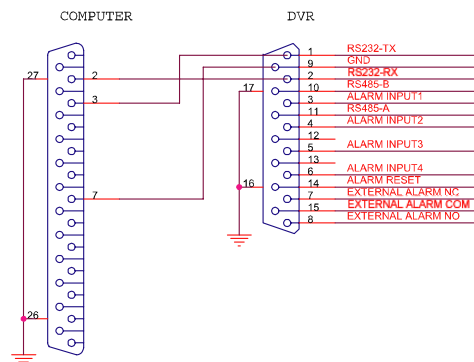 COMPUTER DVR
1 RS232-TX
9 GND
27 2 2 RS232-RX
17 10 RS485-B
3 3 ALARM INPUT1
11 RS485-A
4 ALARM INPUT2
12
5 ALARM INPUT3
13
6 ALARM INPUT4
16 14 ALARM RESET
7 7 EXTERNAL ALARM NC
15 EXTERNAL ALARM COM
8 EXTERNAL ALARM NO
26